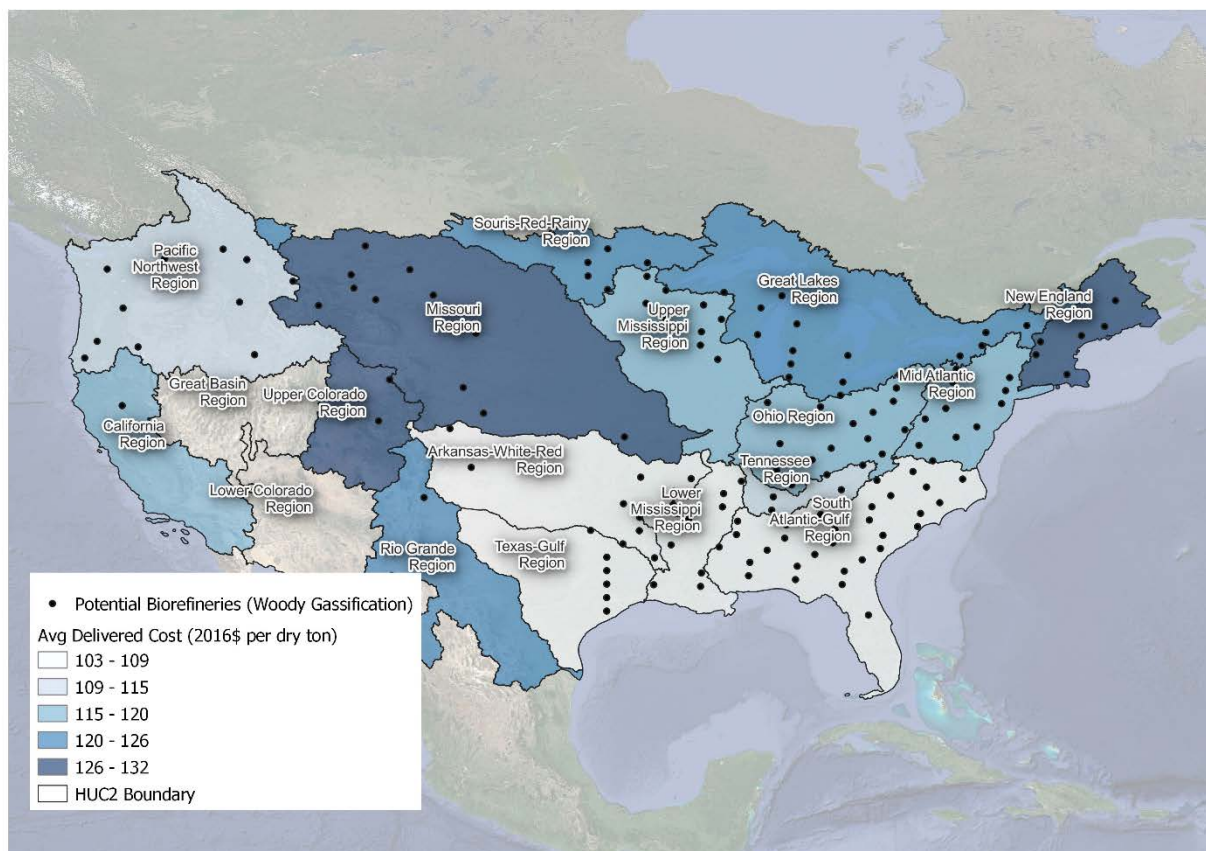 Souris-Red-Rainy
Region
Pacific
Northwest
Region
Great Lakes
Region
New England
Region
Missouri
Region
Upper
Mississippi
Region
Great Basin
Region
Upper Colorado
Region
Mid Atlantic
Region
Ohio Region
California
Region
Arkansas-White-Red
Region
Tennessee
Region
Lower Colorado
Region
Lower
Mississippi
Region
South
Atlantic-Gulf
Region
Texas-Gulf
Region
Rio Grande
Region
Potential Biorefineries (Woody Gassification)
Avg Delivered Cost (2016$ per dry ton)
103 - 109
109 - 115
115 - 120
120 - 126
126 - 132
HUC2 Boundary